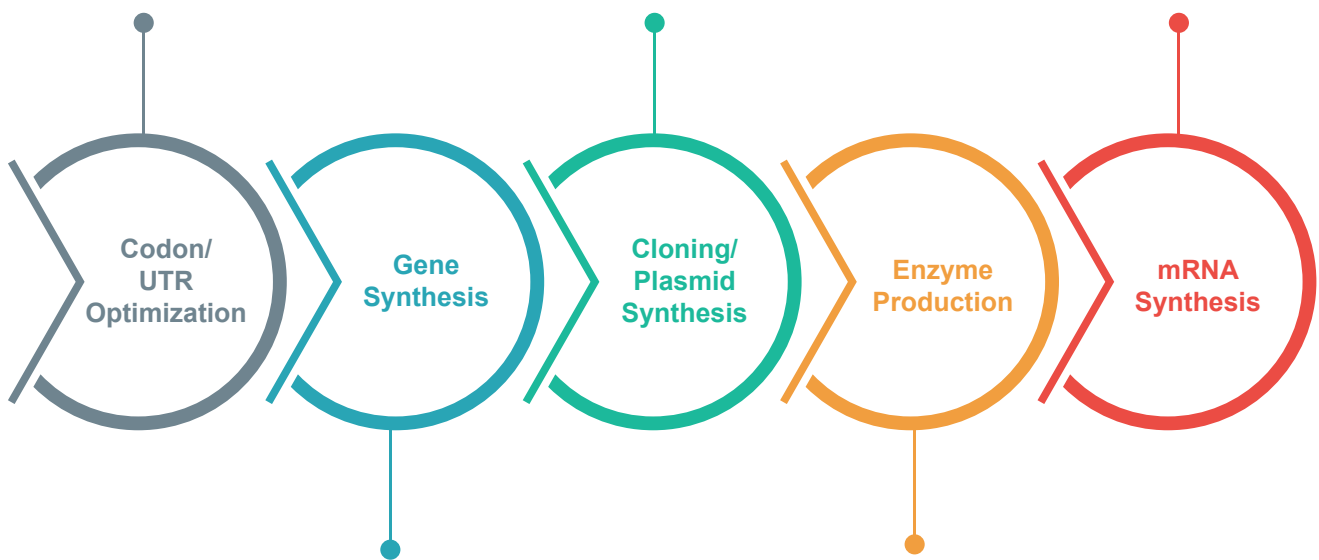 Codon/
UTR
Optimization
Gene
Synthesis
Cloning/
Plasmid
Synthesis
Enzyme
Production
mRNA
Synthesis